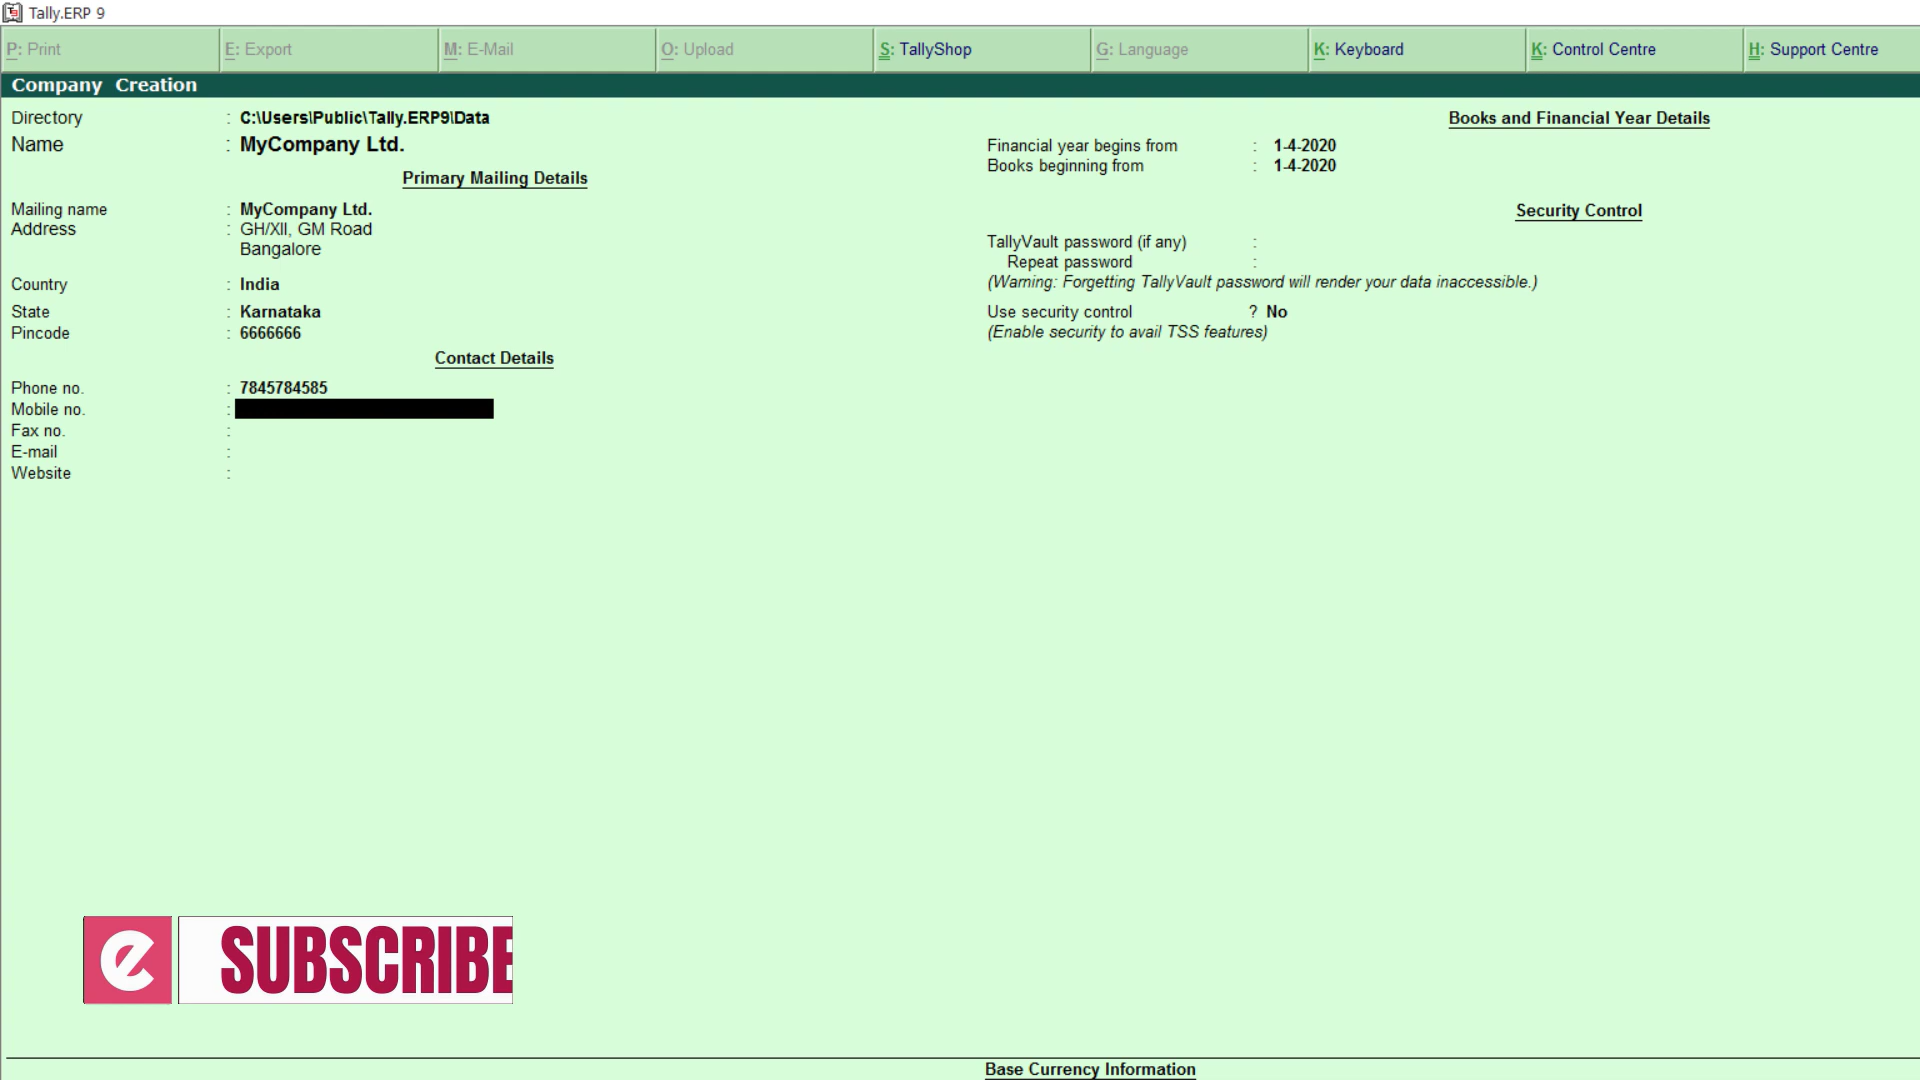 Tally.ERP 9
P: Print E: Export M: E-Mail O: Upload S: TallyShop G: Language K: Keyboard K: Control Centre H: Support Centre
Company Creation
Directory : C:\Users\Public\Tally.ERP9\Data
Name : MyCompany Ltd.
Primary Mailing Details
Mailing name : MyCompany Ltd.
Address : GH/XII, GM Road
Bangalore
Country : India
State : Karnataka
Pincode : 6666666
Contact Details
Phone no. : 7845784585
Mobile no. :
Fax no. :
E-mail :
Website :
Books and Financial Year Details
Financial year begins from : 1-4-2020
Books beginning from : 1-4-2020
Security Control
TallyVault password (if any) :
Repeat password :
(Warning: Forgetting TallyVault password will render your data inaccessible.)
Use security control ? No
(Enable security to avail TSS features)
e SUBSCRIBE
Base Currency Information